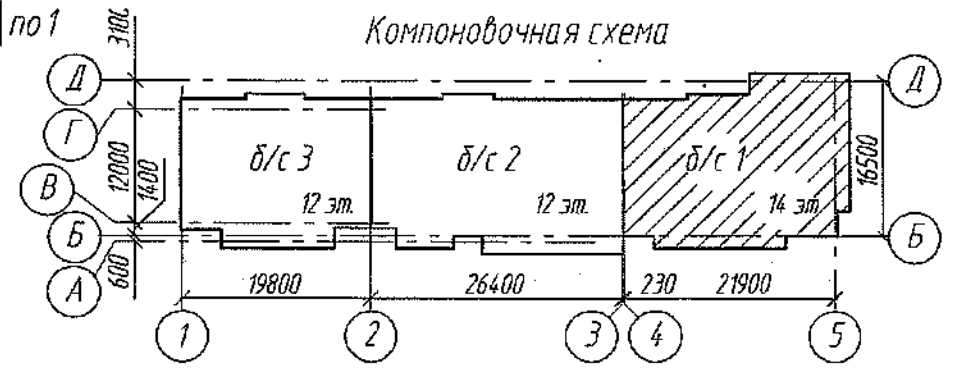 по 1
3100
Компоновочная схема
Д
Д
Г
12000
1400
б/с 3
б/с 2
б/с 1
16500
В
12 эт.
12 эт.
14 эт.
Б
Б
А
600
19800
26400
230
21900
1
2
3
4
5